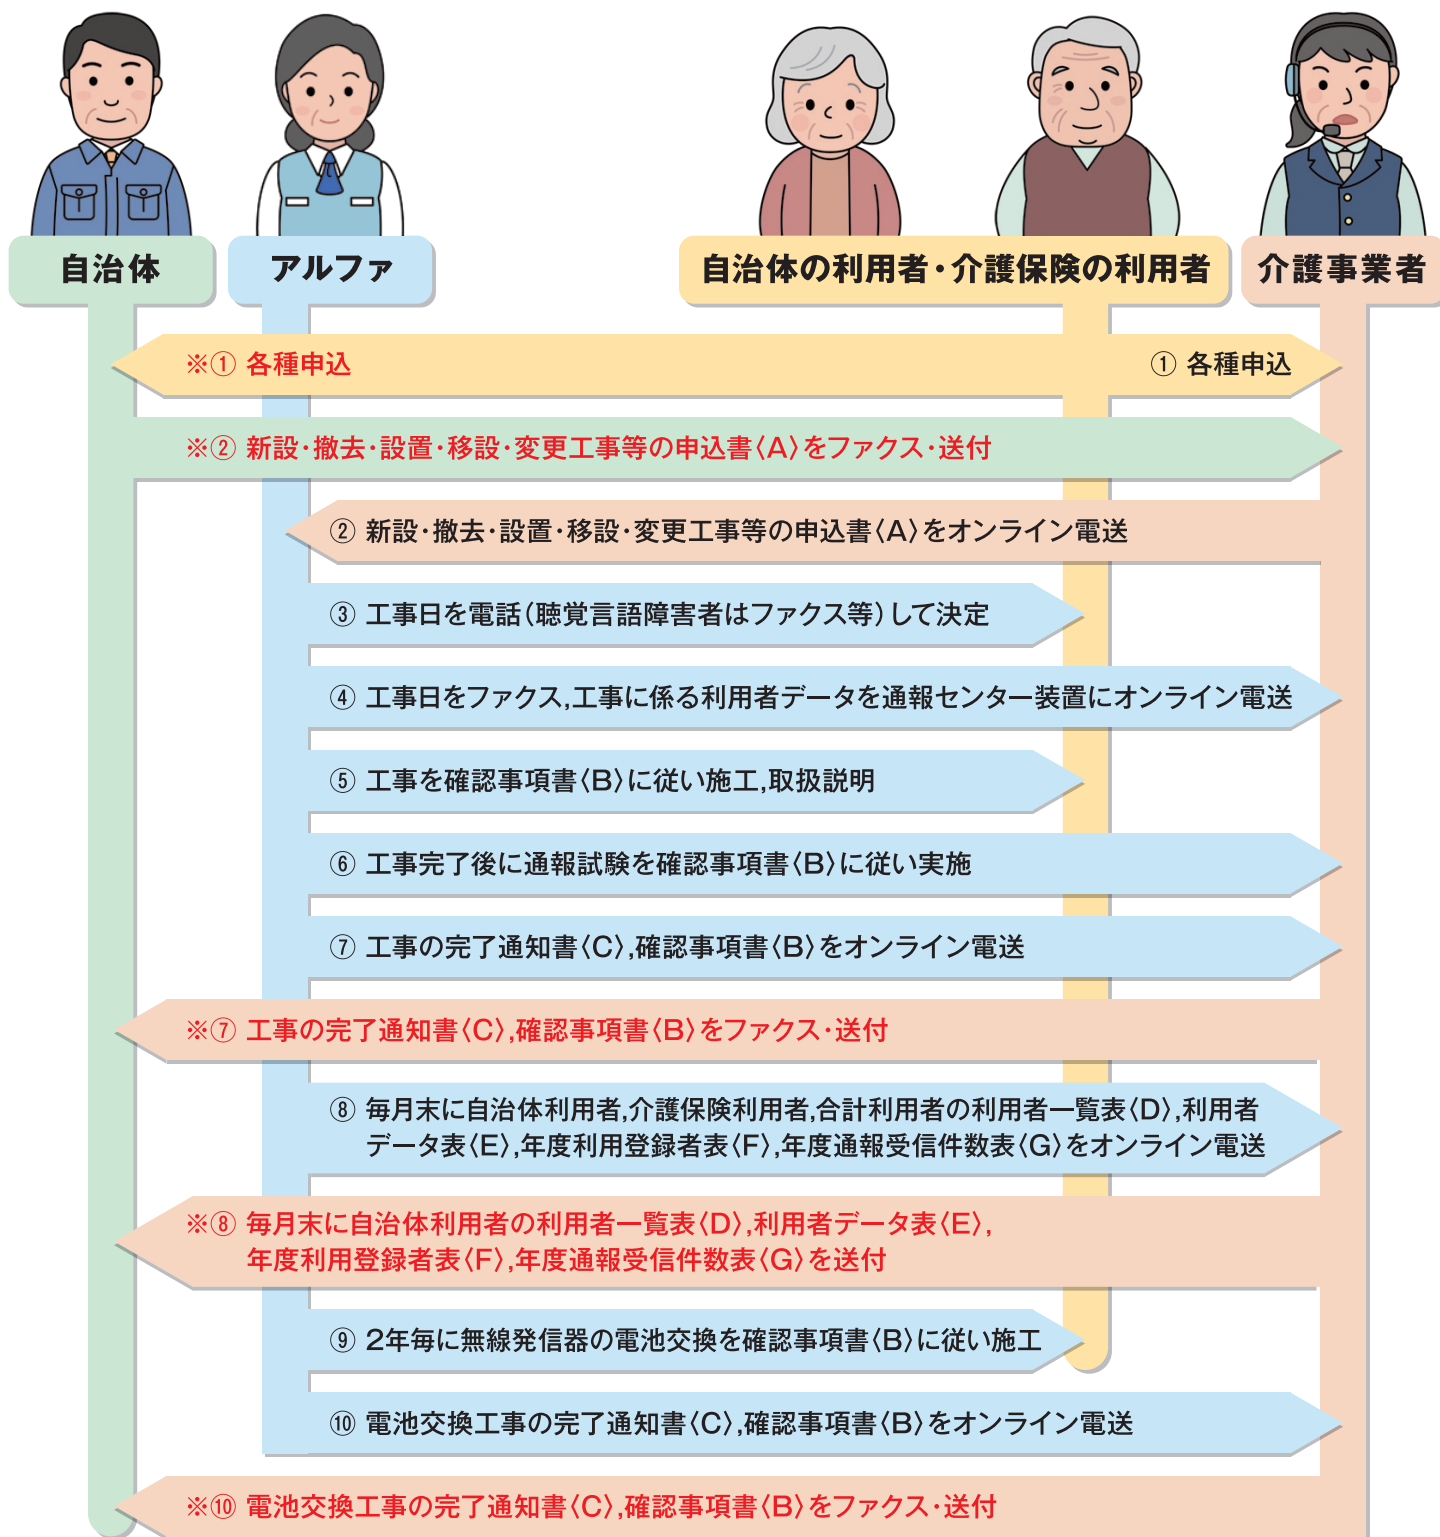 自治体
アルファ
自治体の利用者・介護保険の利用者
介護事業者
※① 各種申込
① 各種申込
※② 新設・撤去・設置・移設・変更工事等の申込書〈A〉をファクス・送付
② 新設・撤去・設置・移設・変更工事等の申込書〈A〉をオンライン電送
③ 工事日を電話(聴覚言語障害者はファクス等)して決定
④ 工事日をファクス,工事に係る利用者データを通報センター装置にオンライン電送
⑤ 工事を確認事項書〈B〉に従い施工,取扱説明
⑥ 工事完了後に通報試験を確認事項書〈B〉に従い実施
⑦ 工事の完了通知書〈C〉,確認事項書〈B〉をオンライン電送
※⑦ 工事の完了通知書〈C〉,確認事項書〈B〉をファクス・送付
⑧ 毎月末に自治体利用者,介護保険利用者,合計利用者の利用者一覧表〈D〉,利用者
データ表〈E〉,年度利用登録者表〈F〉,年度通報受信件数表〈G〉をオンライン電送
※⑧ 毎月末に自治体利用者の利用者一覧表〈D〉,利用者データ表〈E〉,
年度利用登録者表〈F〉,年度通報受信件数表〈G〉を送付
⑨ 2年毎に無線発信器の電池交換を確認事項書〈B〉に従い施工
⑩ 電池交換工事の完了通知書〈C〉,確認事項書〈B〉をオンライン電送
※⑩ 電池交換工事の完了通知書〈C〉,確認事項書〈B〉をファクス・送付